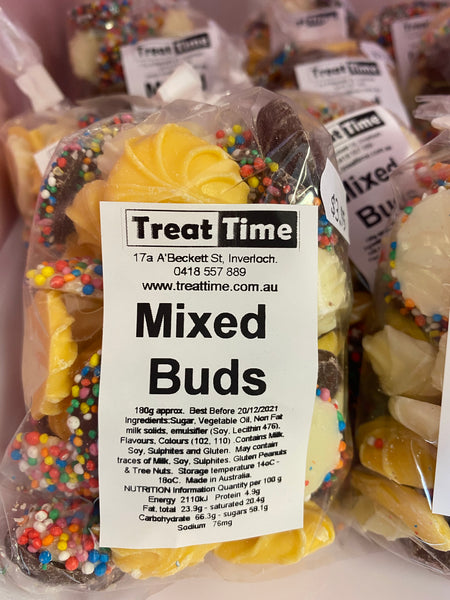 Treat Time
17a A'Beckett St, Inverloch.
0418 557 889
www.treattime.com.au
Mixed
Buds
180g approx. Best Before 20/12/2021
Ingredients:Sugar, Vegetable Oil, Non Fat
milk solids, emulsifier (Soy, Lecithin 476),
Flavours, Colours (102, 110) Contains Milk,
Soy, Sulphites and Gluten. May contain
traces of Milk, Soy, Sulphites. Gluten Peanuts
& Tree Nuts. Storage temperature 14oC -
18oC. Made in Australia.
NUTRITION Information Quantity per 100 g
Energy 2110kJ Protein 4.9g
Fat, total 23.9g - saturated 20.4g
Carbohydrate 66.3g - sugars 58.1g
Sodium 76mg
Treat Time
Treat Time
Treat Time
Mixed
Buds